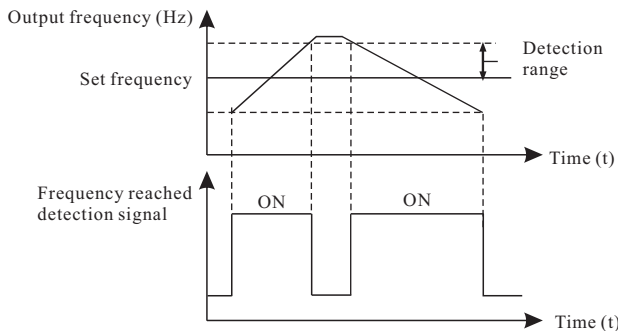 Output frequency (Hz)
Detection
range
Set frequency
Time (t)
Frequency reached
detection signal
ON
ON
Time (t)